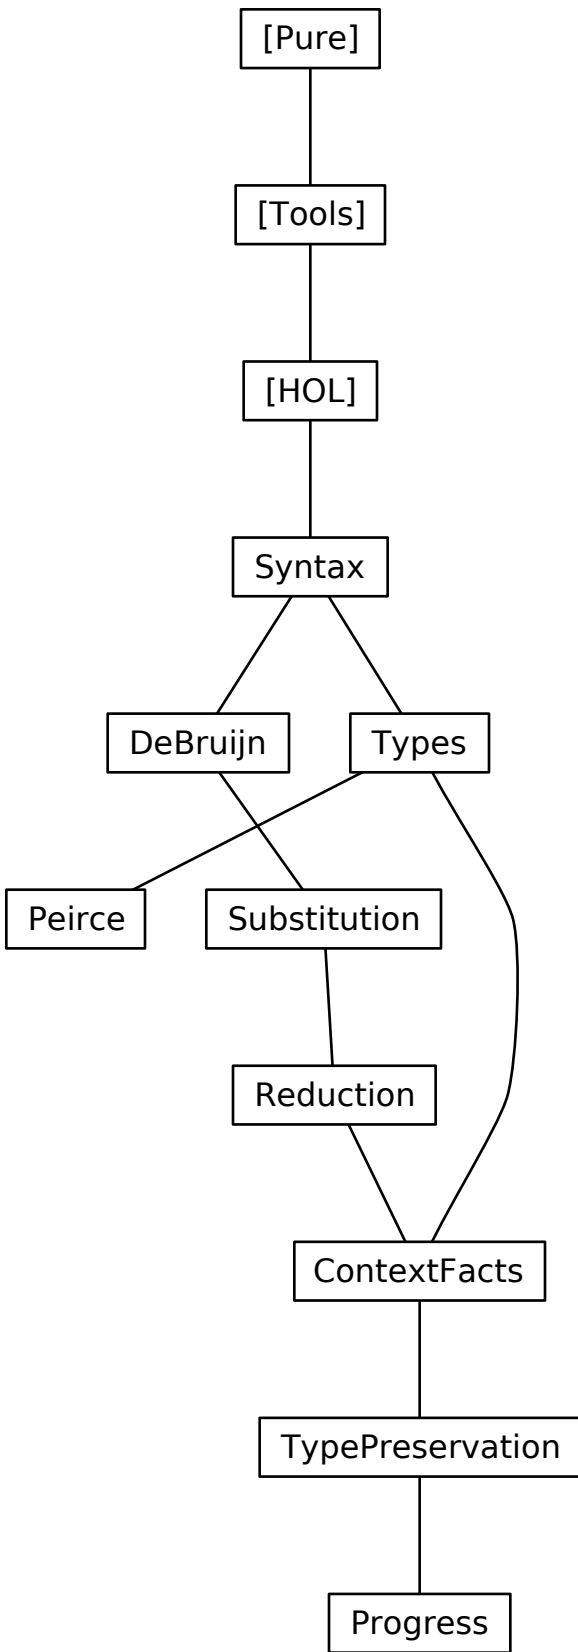 [Pure]
[Tools]
[HOL]
Syntax
DeBruijn
Types
Peirce
Substitution
Reduction
ContextFacts
TypePreservation
Progress